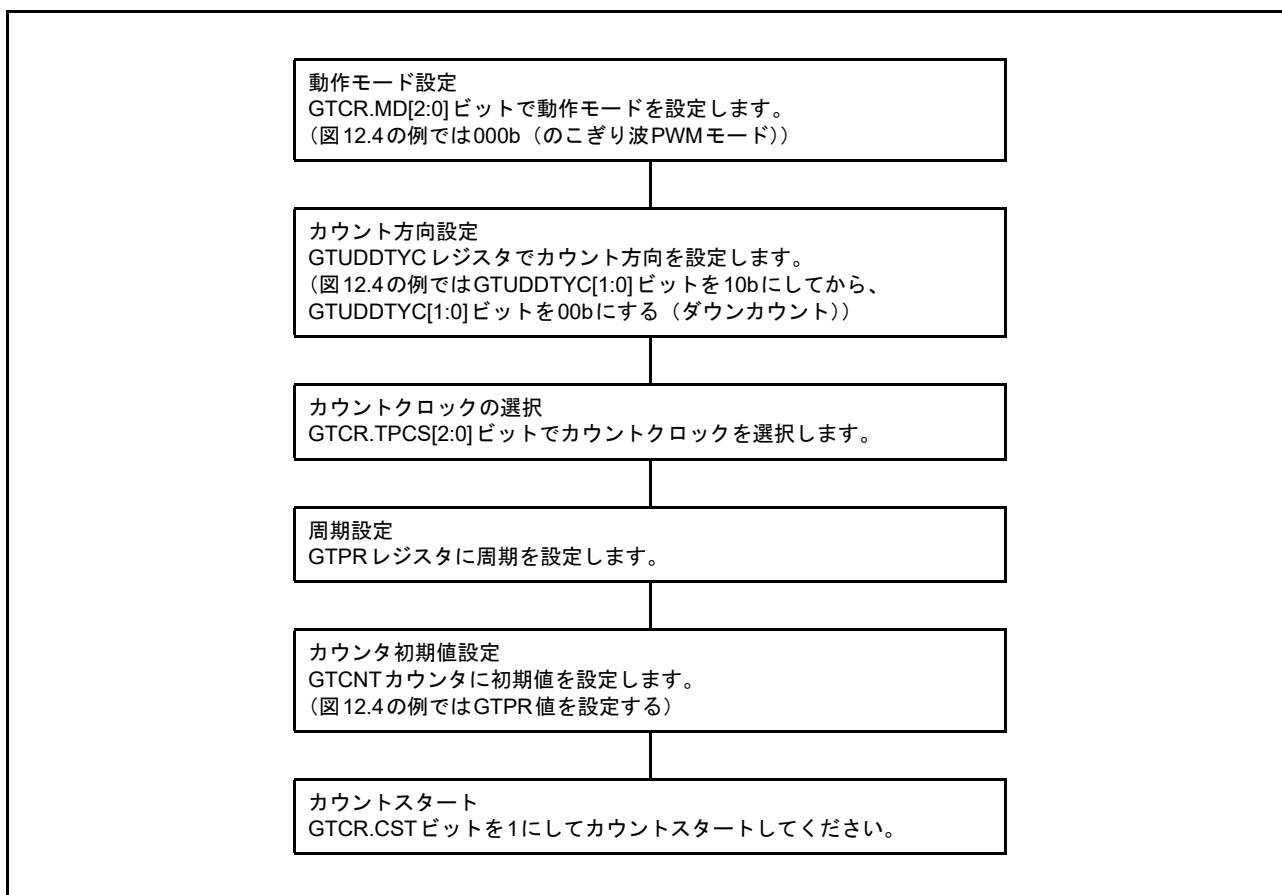 動作モード設定
GTCR.MD[2:0]ビットで動作モードを設定します。
(図12.4の例では000b(のこぎり波PWMモード))
カウント方向設定
GTUDDTYCレジスタでカウント方向を設定します。
(図12.4の例ではGTUDDTYC[1:0]ビットを10bにしてから、
GTUDDTYC[1:0]ビットを00bにする(ダウンカウント))
カウントクロックの選択
GTCR.TPCS[2:0]ビットでカウントクロックを選択します。
周期設定
GTPRレジスタに周期を設定します。
カウンタ初期値設定
GTCNTカウンタに初期値を設定します。
(図12.4の例ではGTPR値を設定する)
カウントスタート
GTCR.CSTビットを1にしてカウントスタートしてください。